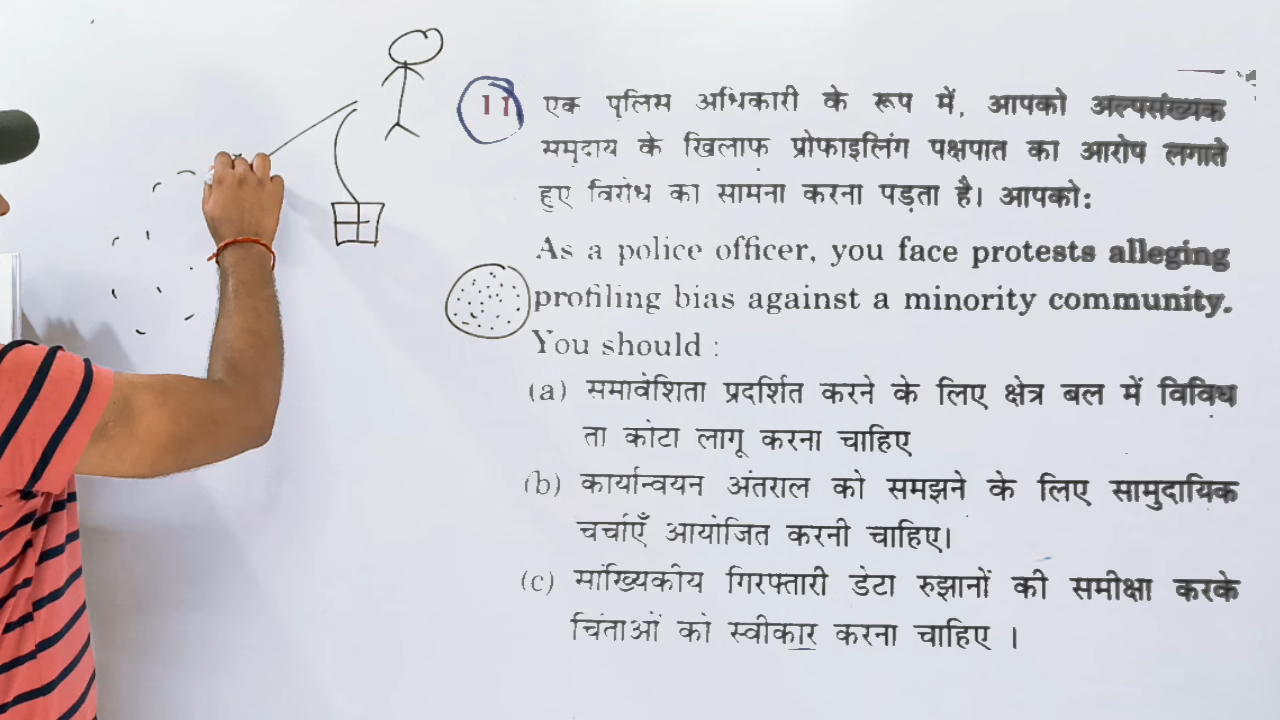 11 एक पुलिस अधिकारी के रूप में, आपको अल्पसंख्यक
समुदाय के खिलाफ प्रोफाइलिंग पक्षपात का आरोप लगाते
हुए विरोध का सामना करना पड़ता है। आपको:
As a police officer, you face protests alleging
profiling bias against a minority community.
You should :
(a) समावेशिता प्रदर्शित करने के लिए क्षेत्र बल में विविध
ता कोटा लागू करना चाहिए
(b) कार्यान्वयन अंतराल को समझने के लिए सामुदायिक
चर्चाएँ आयोजित करनी चाहिए।
(c) सांख्यिकीय गिरफ्तारी डेटा रुझानों की समीक्षा करके
चिंताओं को स्वीकार करना चाहिए ।